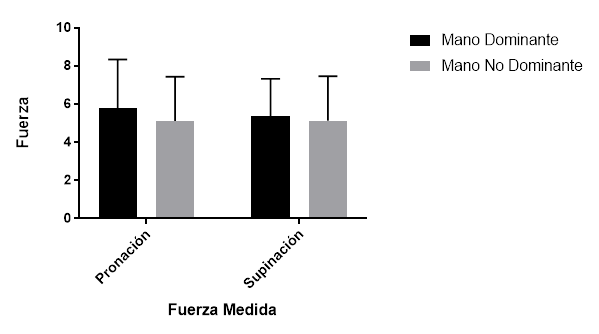 10
8
6
4
2
0
Fuerza
Pronación
Supinación
Fuerza Medida
Mano Dominante
Mano No Dominante